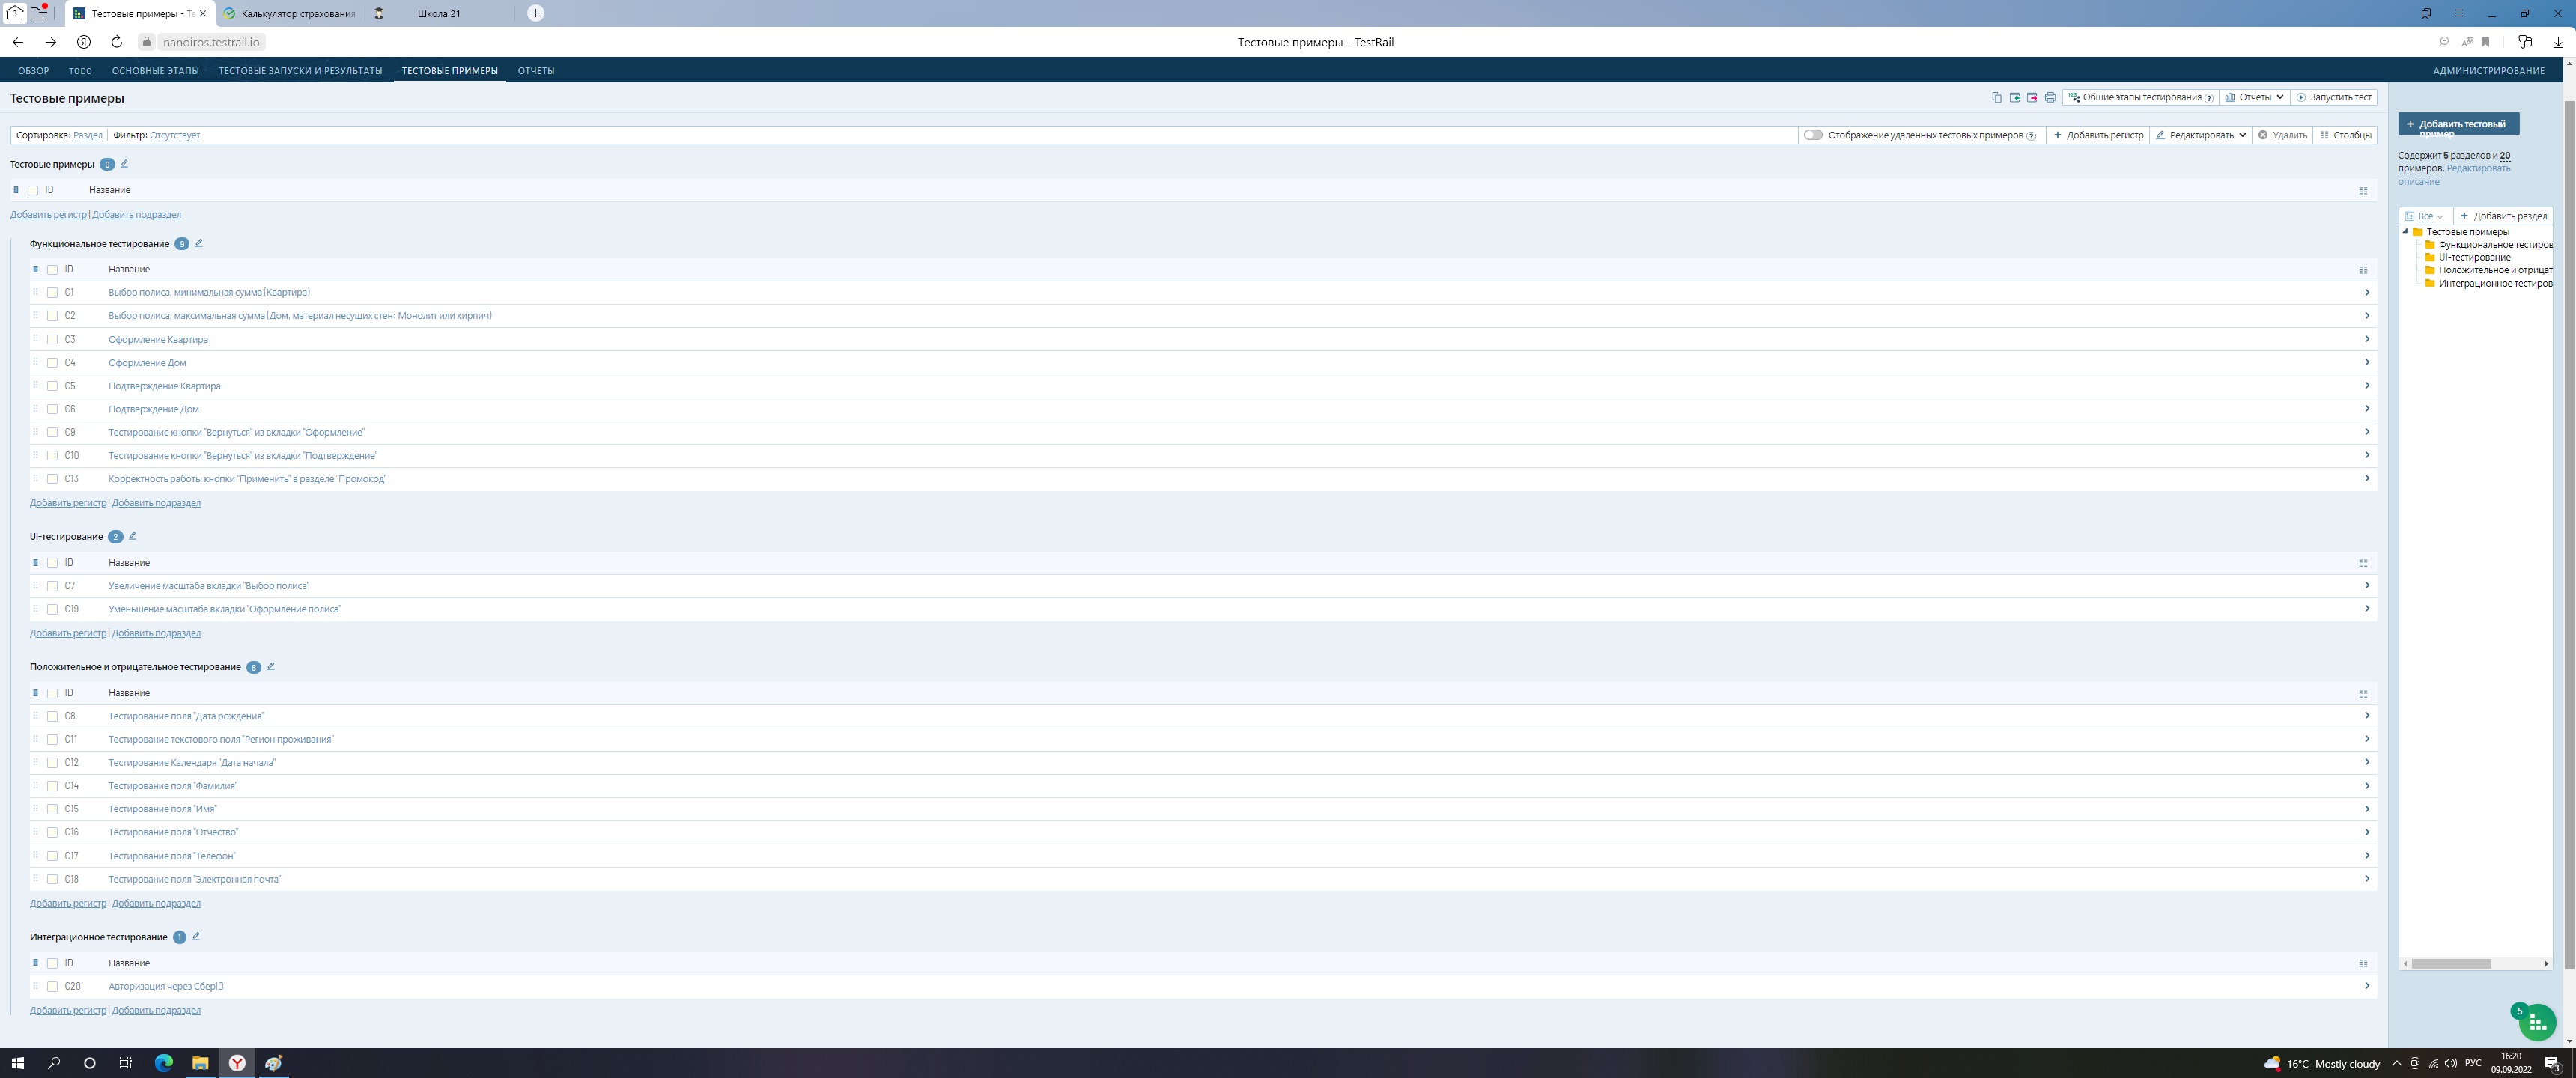 3
Тестовые примеры - Те
Калькулятор страхования
Школа 21
nanoiros.testrail.io
Тестовые примеры - TestRail
ОБЗОР TODO ОСНОВНЫЕ ЭТАПЫ ТЕСТОВЫЕ ЗАПУСКИ И РЕЗУЛЬТАТЫ ТЕСТОВЫЕ ПРИМЕРЫ ОТЧЕТЫ АДМИНИСТРИРОВАНИЕ
Тестовые примеры
Общие этапы тестирования ? Отчеты Запустить тест
Сортировка: Раздел Фильтр: Отсутствует
Отображение удаленных тестовых примеров ? + Добавить регистр Редактировать Удалить Столбцы
Тестовые примеры 0
ID Название
Добавить регистр | Добавить подраздел
Функциональное тестирование 9
ID Название
C1 Выбор полиса, минимальная сумма (Квартира)
C2 Выбор полиса, максимальная сумма (Дом, материал несущих стен: Монолит или кирпич)
C3 Оформление Квартира
C4 Оформление Дом
C5 Подтверждение Квартира
C6 Подтверждение Дом
C9 Тестирование кнопки "Вернуться" из вкладки "Оформление"
C10 Тестирование кнопки "Вернуться" из вкладки "Подтверждение"
C13 Корректность работы кнопки "Применить" в разделе "Промокод"
Добавить регистр | Добавить подраздел
UI-тестирование 2
ID Название
C7 Увеличение масштаба вкладки "Выбор полиса"
C19 Уменьшение масштаба вкладки "Оформление полиса"
Добавить регистр | Добавить подраздел
Положительное и отрицательное тестирование 8
ID Название
C8 Тестирование поля "Дата рождения"
C11 Тестирование текстового поля "Регион проживания"
C12 Тестирование Календаря "Дата начала"
C14 Тестирование поля "Фамилия"
C15 Тестирование поля "Имя"
C16 Тестирование поля "Отчество"
C17 Тестирование поля "Телефон"
C18 Тестирование поля "Электронная почта"
Добавить регистр | Добавить подраздел
Интеграционное тестирование 1
ID Название
C20 Авторизация через СберID
Добавить регистр | Добавить подраздел
+ Добавить тестовый
пример
Содержит 5 разделов и 20
примеров. Редактировать
описание
Все + Добавить раздел
Тестовые примеры
Функциональное тестиров
UI-тестирование
Положительное и отрицат
Интеграционное тестиров
5
16°C Mostly cloudy РУС
16:20
09.09.2022
3